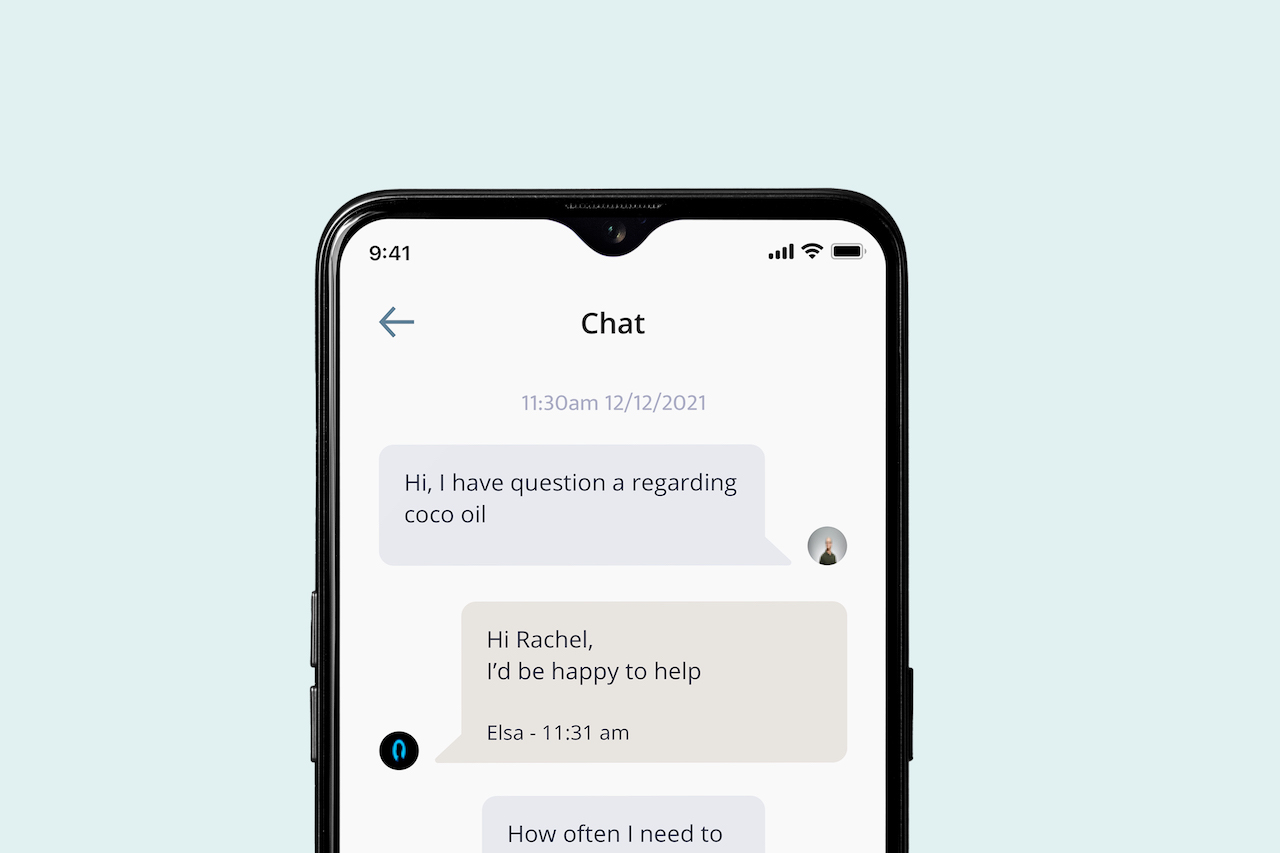 9:41
Chat
11:30am 12/12/2021
Hi, I have question a regarding
coco oil
Hi Rachel,
I’d be happy to help
Elsa - 11:31 am
How often I need to